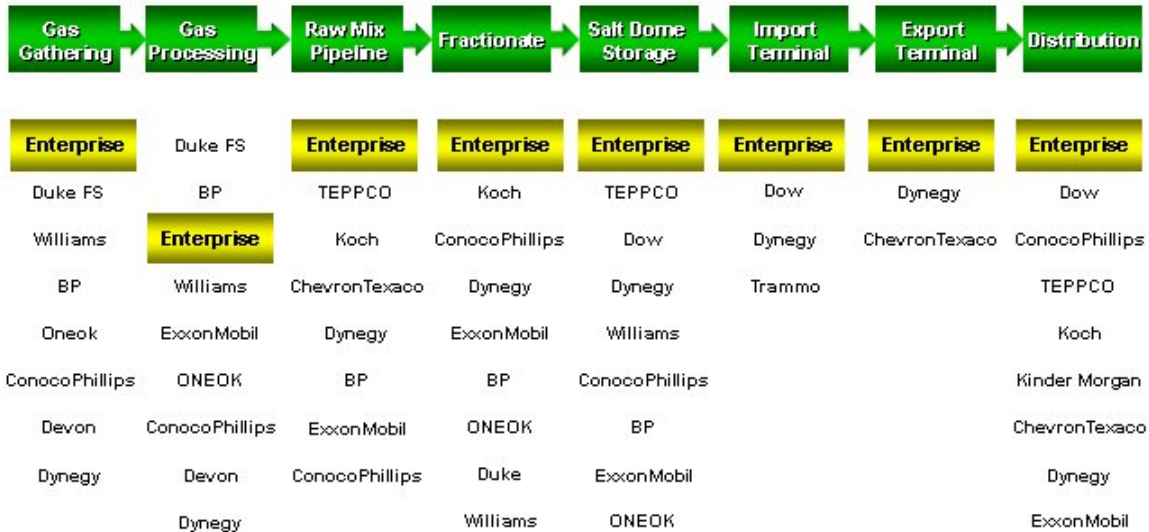 Gas Gathering
Gas Processing
Raw Mix Pipeline
Fractionate
Salt Dome Storage
Import Terminal
Export Terminal
Distribution
Enterprise Duke FS Enterprise Enterprise Enterprise Enterprise Enterprise Enterprise
Duke FS BP TEPPCO Koch TEPPCO Dow Dynegy Dow
Williams Enterprise Koch ConocoPhillips Dow Dynegy ChevronTexaco ConocoPhillips
BP Williams ChevronTexaco Dynegy Dynegy Trammo TEPPCO
Oneok ExxonMobil Dynegy ExxonMobil Williams Koch
ConocoPhillips ONEOK BP BP ConocoPhillips Kinder Morgan
Devon ConocoPhillips ExxonMobil ONEOK BP ChevronTexaco
Dynegy Devon ConocoPhillips Duke ExxonMobil Dynegy
Dynegy Williams ONEOK ExxonMobil